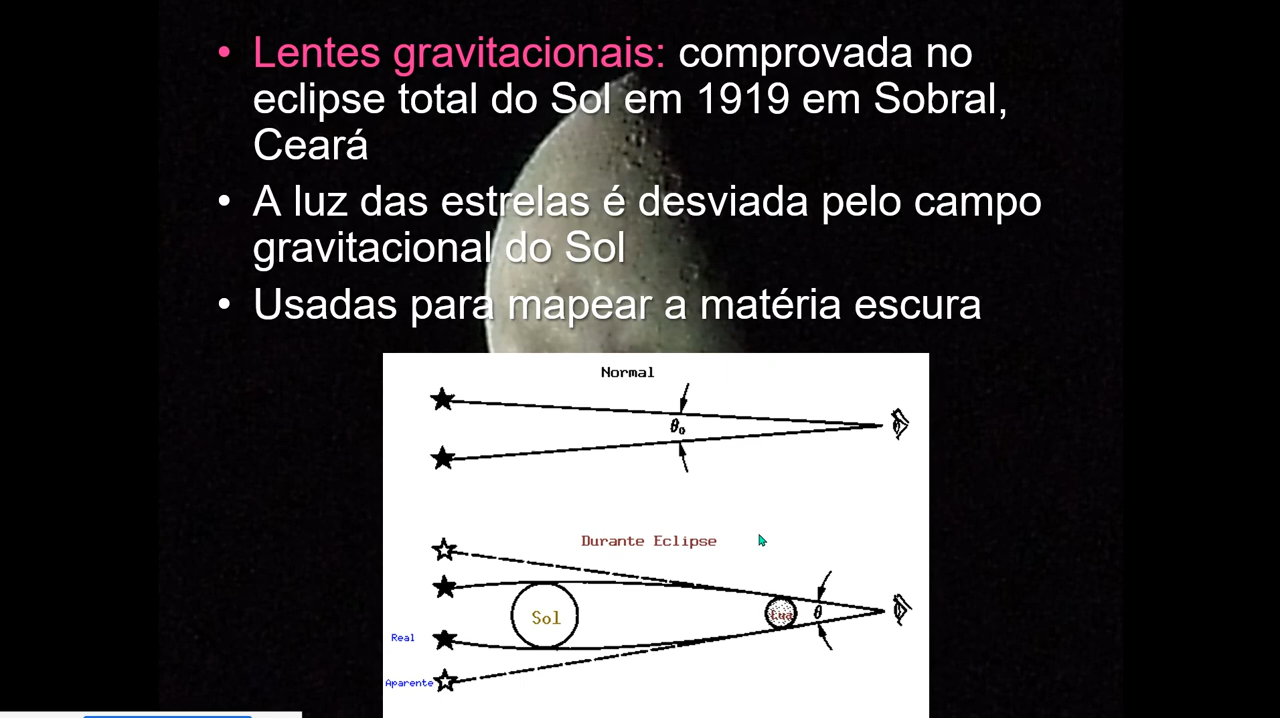 • Lentes gravitacionais: comprovada no
eclipse total do Sol em 1919 em Sobral,
Ceará
• A luz das estrelas é desviada pelo campo
gravitacional do Sol
• Usadas para mapear a matéria escura
Normal
θ₀
Durante Eclipse
Sol
Lua
θ
Real
Aparente